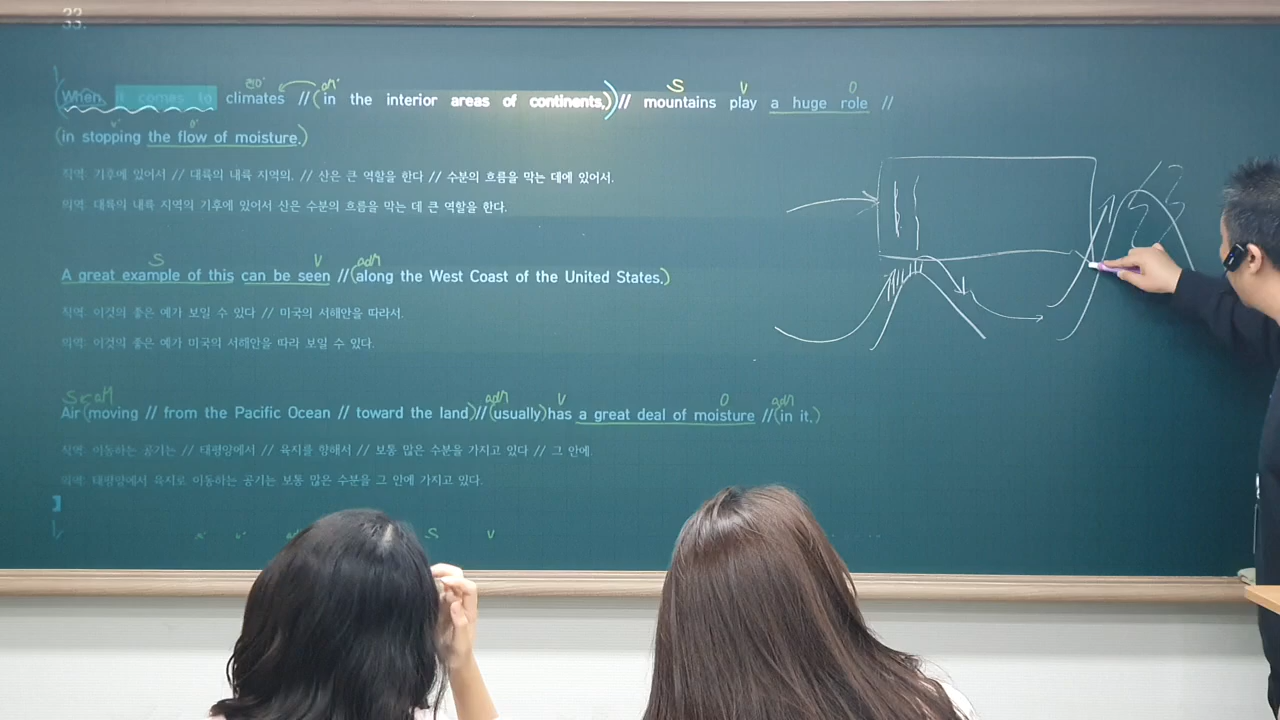 33.
(When it comes to climates // (in the interior areas of continents,)) // mountains play a huge role //
(in stopping the flow of moisture.)
직역: 기후에 있어서 // 대륙의 내륙 지역의, // 산은 큰 역할을 한다 // 수분의 흐름을 막는 데에 있어서.
의역: 대륙의 내륙 지역의 기후에 있어서 산은 수분의 흐름을 막는 데 큰 역할을 한다.
S V
A great example of this can be seen // (along the West Coast of the United States.)
직역: 이것의 좋은 예가 보일 수 있다 // 미국의 서해안을 따라서.
의역: 이것의 좋은 예가 미국의 서해안을 따라 보일 수 있다.
Air (moving // from the Pacific Ocean // toward the land) // (usually) has a great deal of moisture // (in it.)
직역: 이동하는 공기는 // 태평양에서 // 육지를 향해서 // 보통 많은 수분을 가지고 있다 // 그 안에.
의역: 태평양에서 육지로 이동하는 공기는 보통 많은 수분을 그 안에 가지고 있다.
S V